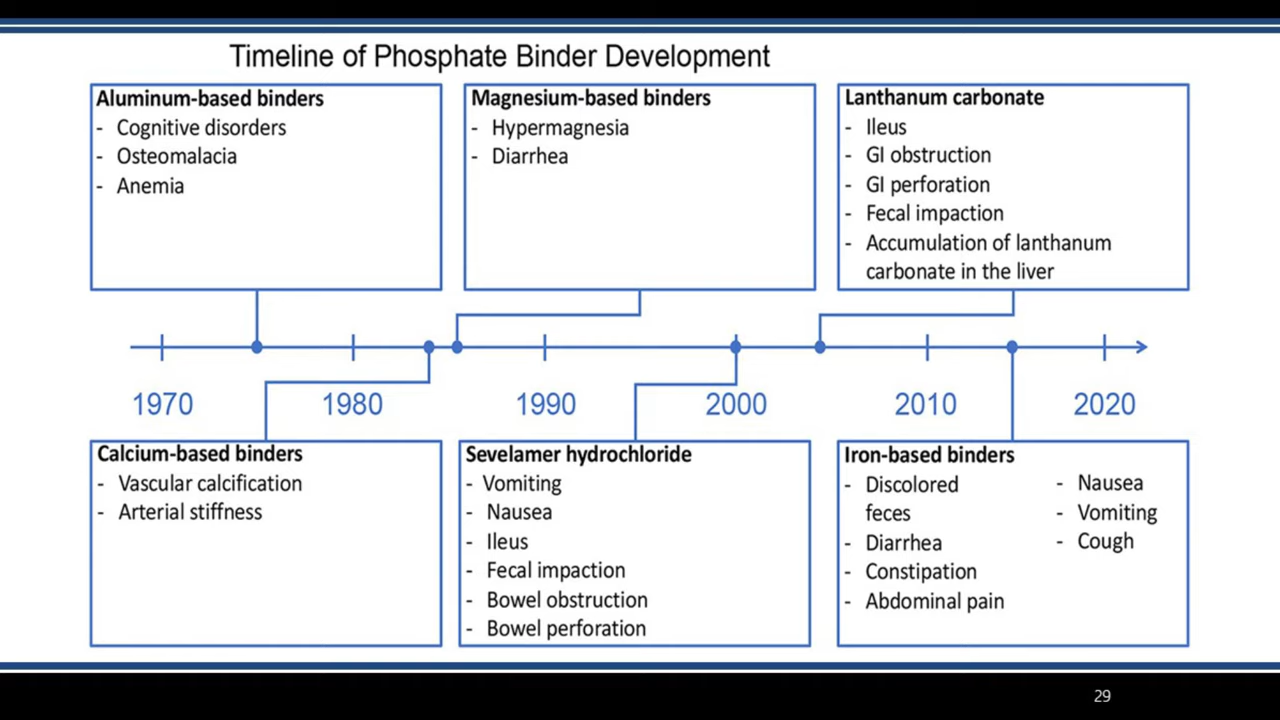 Timeline of Phosphate Binder Development
Aluminum-based binders
- Cognitive disorders
- Osteomalacia
- Anemia
Magnesium-based binders
- Hypermagnesia
- Diarrhea
Lanthanum carbonate
- Ileus
- GI obstruction
- GI perforation
- Fecal impaction
- Accumulation of lanthanum
carbonate in the liver
1970 1980 1990 2000 2010 2020
Calcium-based binders
- Vascular calcification
- Arterial stiffness
Sevelamer hydrochloride
- Vomiting
- Nausea
- Ileus
- Fecal impaction
- Bowel obstruction
- Bowel perforation
Iron-based binders
- Discolored
feces
- Diarrhea
- Constipation
- Abdominal pain
- Nausea
- Vomiting
- Cough
29